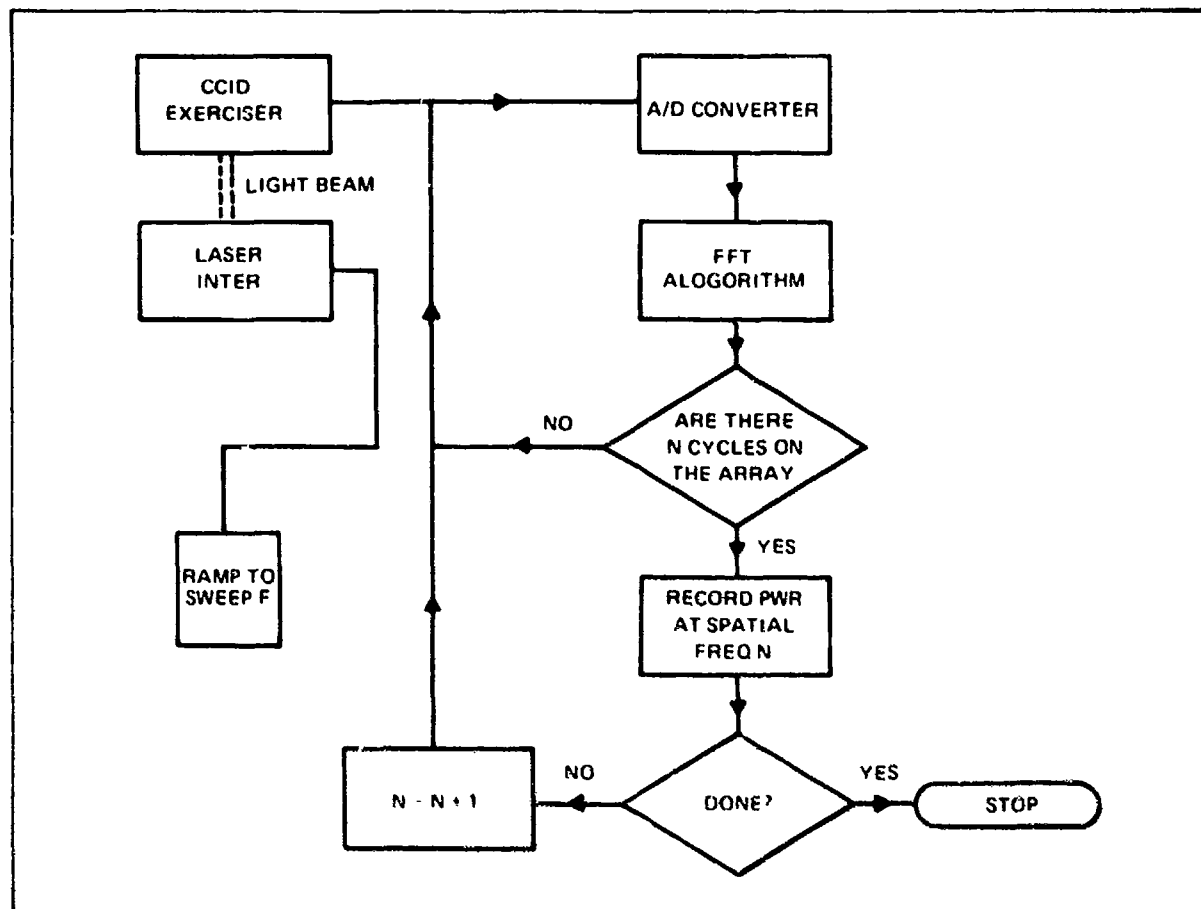 CCID
EXERCISER
A/D CONVERTER
LIGHT BEAM
LASER
INTER
FFT
ALOGORITHM
NO
ARE THERE
N CYCLES ON
THE ARRAY
YES
RAMP TO
SWEEP F
RECORD PWR
AT SPATIAL
FREQ N
NO
YES
N - N + 1
DONE?
STOP